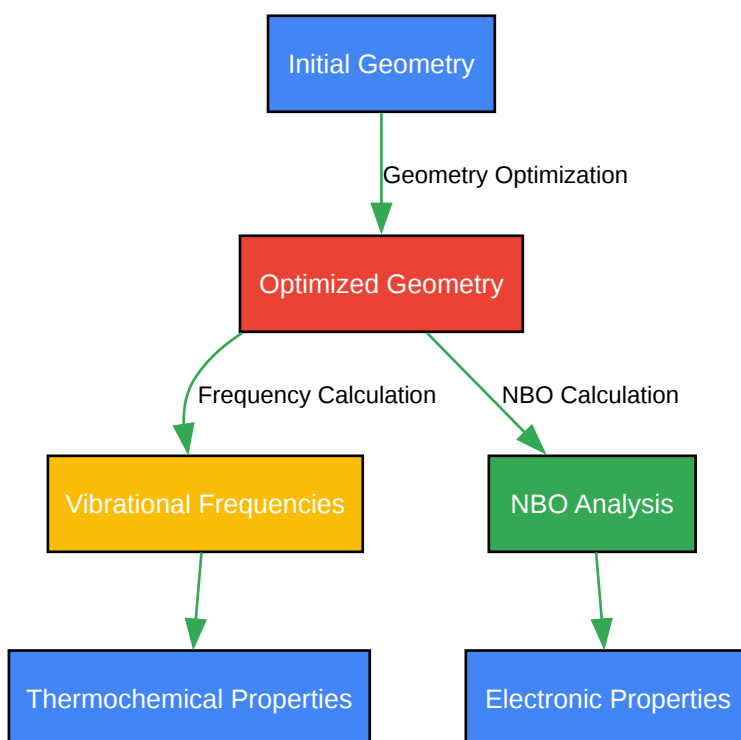 Initial Geometry
Geometry Optimization
Optimized Geometry
Frequency Calculation
NBO Calculation
Vibrational Frequencies
NBO Analysis
Thermochemical Properties
Electronic Properties